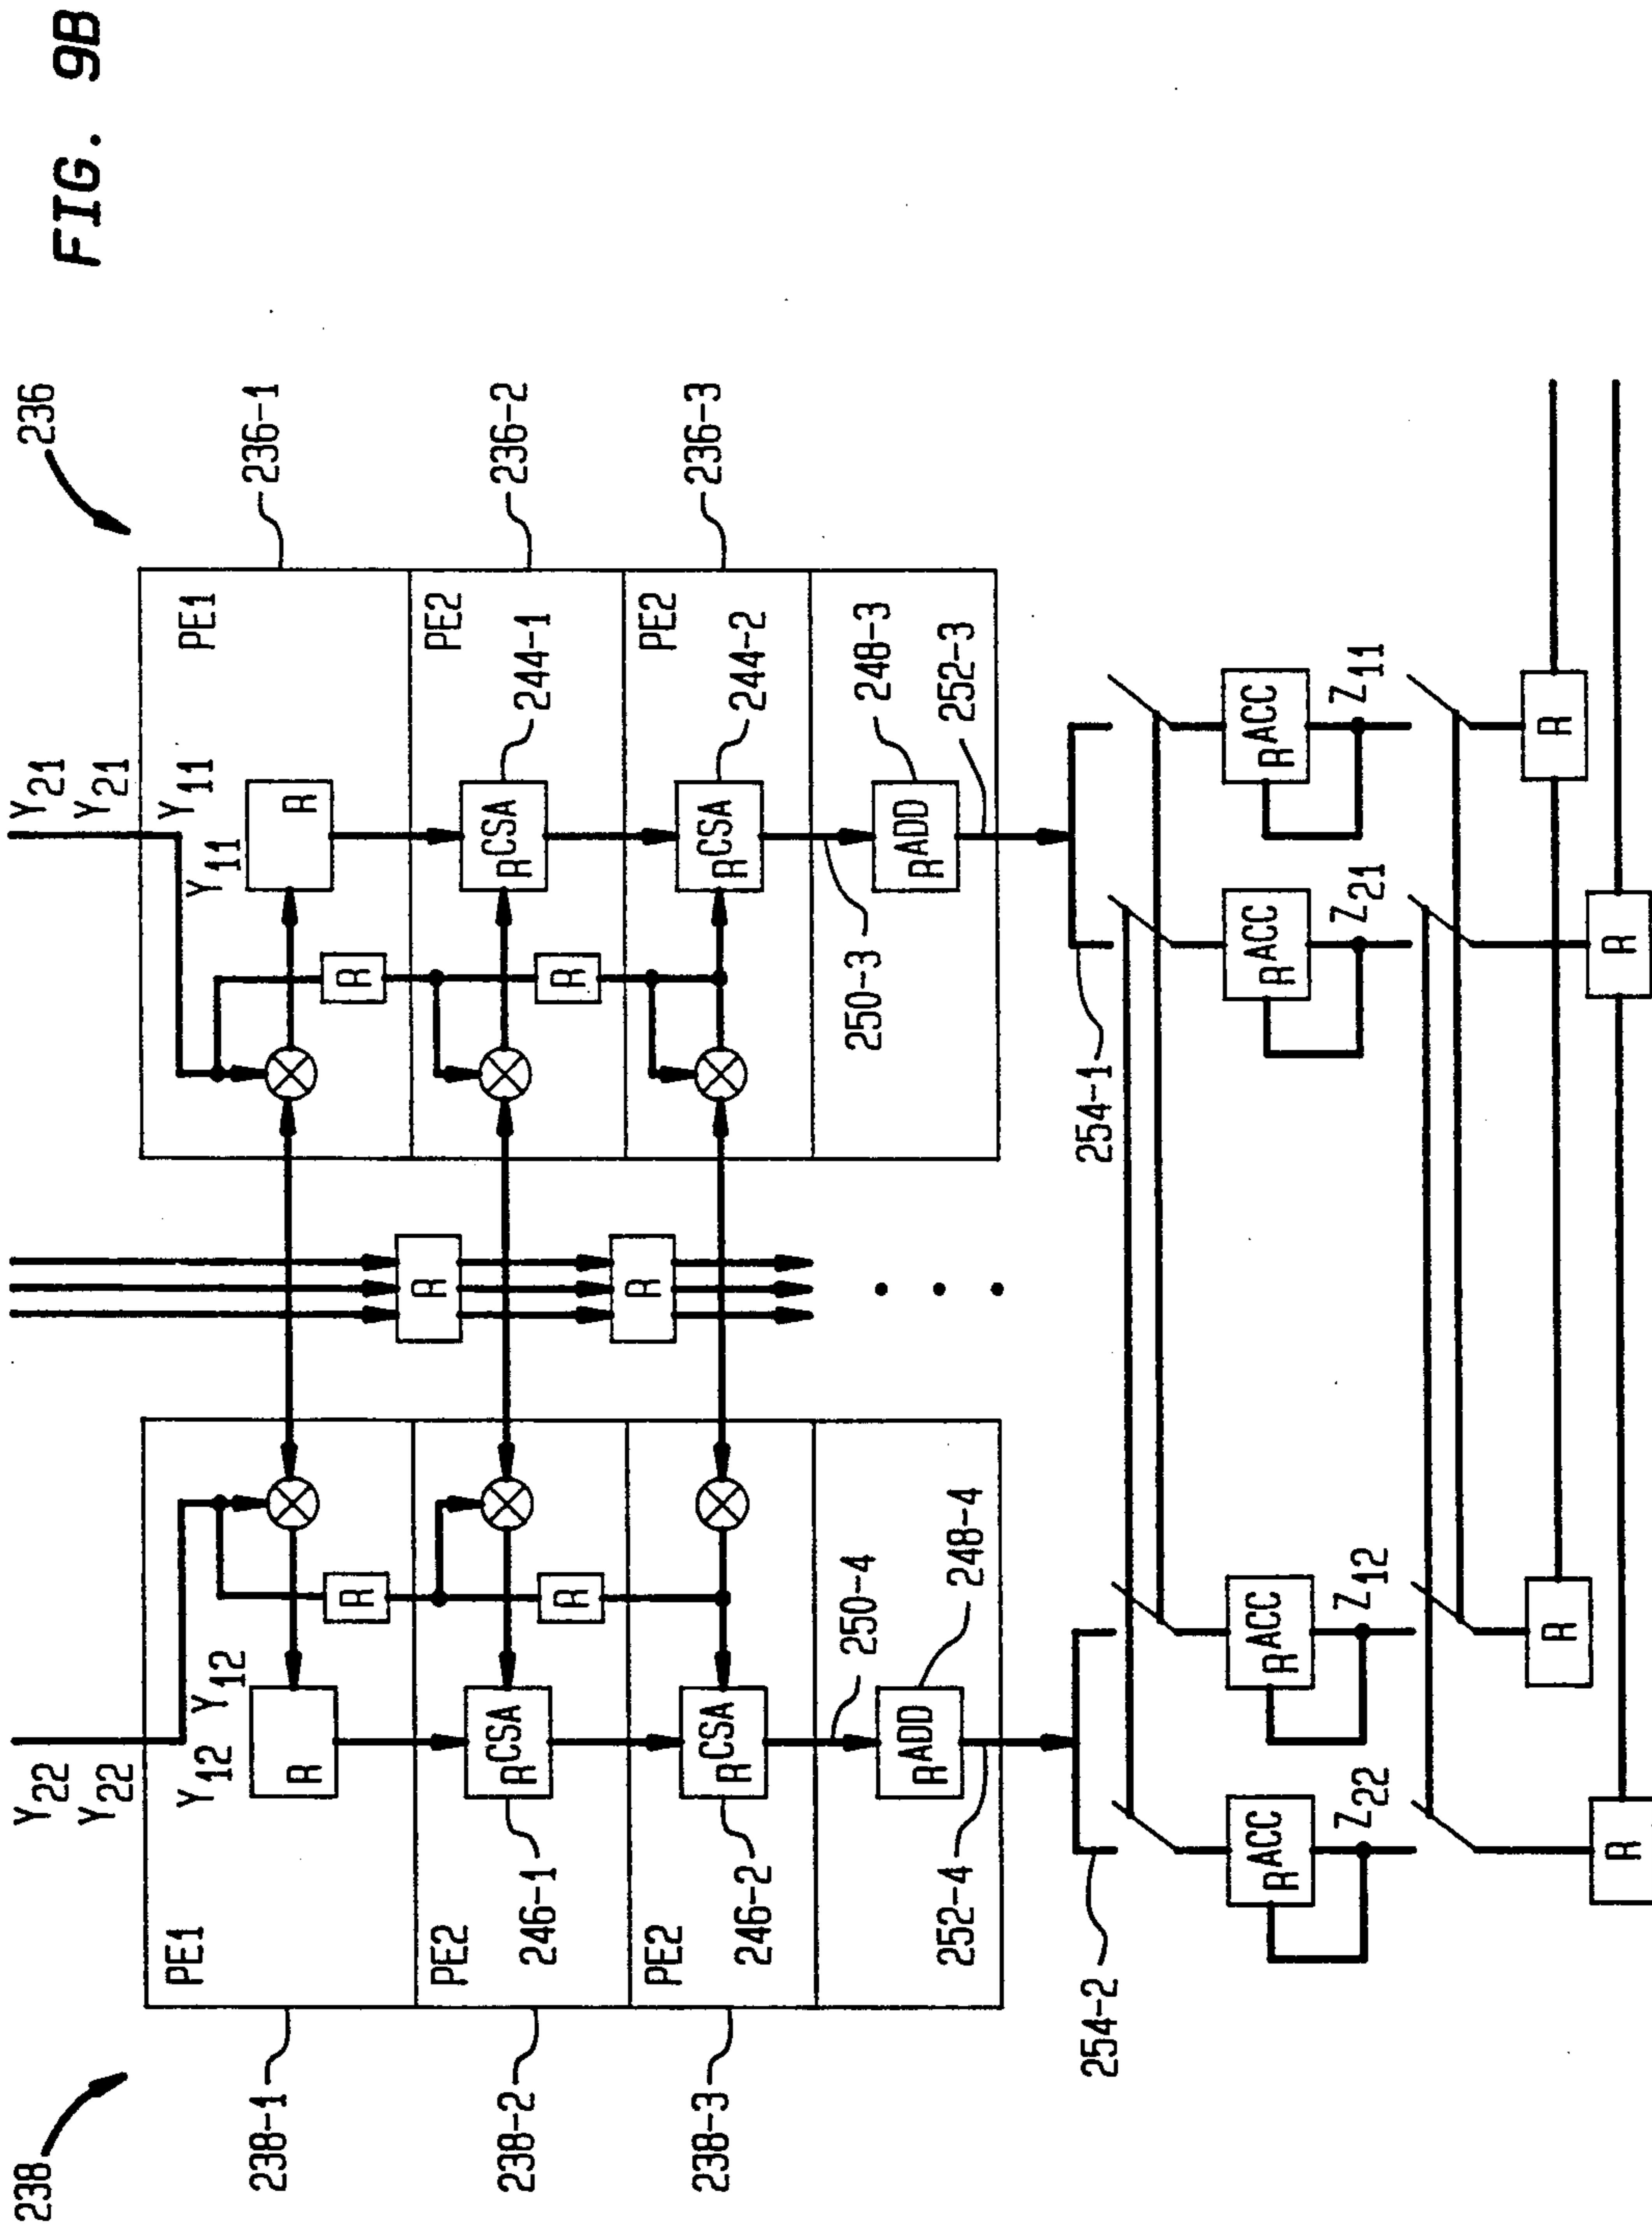 FIG. 9B
238
236
Y22
Y22
Y12
Y12
Y21
Y21
Y11
Y11
238-1
PE1
R
R
PE1
R
R
236-1
238-2
PE2
R CSA
246-1
R
R
R
PE2
R CSA
244-1
236-2
238-3
PE2
R CSA
246-2
R
PE2
R CSA
244-2
236-3
250-4
250-3
R ADD
248-4
252-4
R ADD
248-3
252-3
254-2
254-1
R ACC
Z22
R ACC
Z12
R ACC
Z21
R ACC
Z11
R
R
R
R